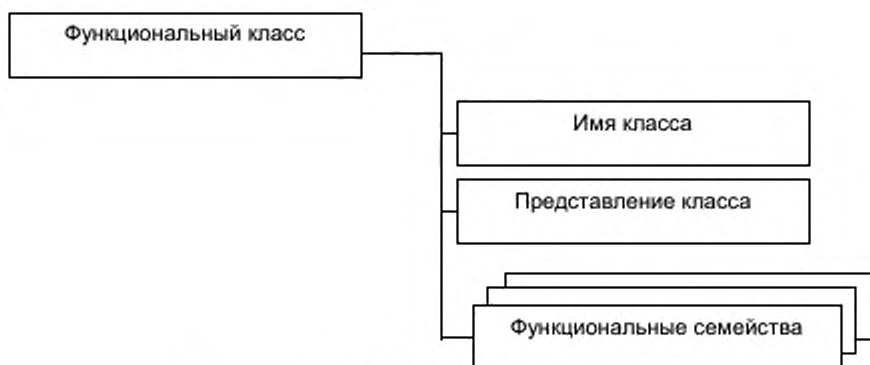 Функциональный класс
Имя класса
Представление класса
Функциональные семейства